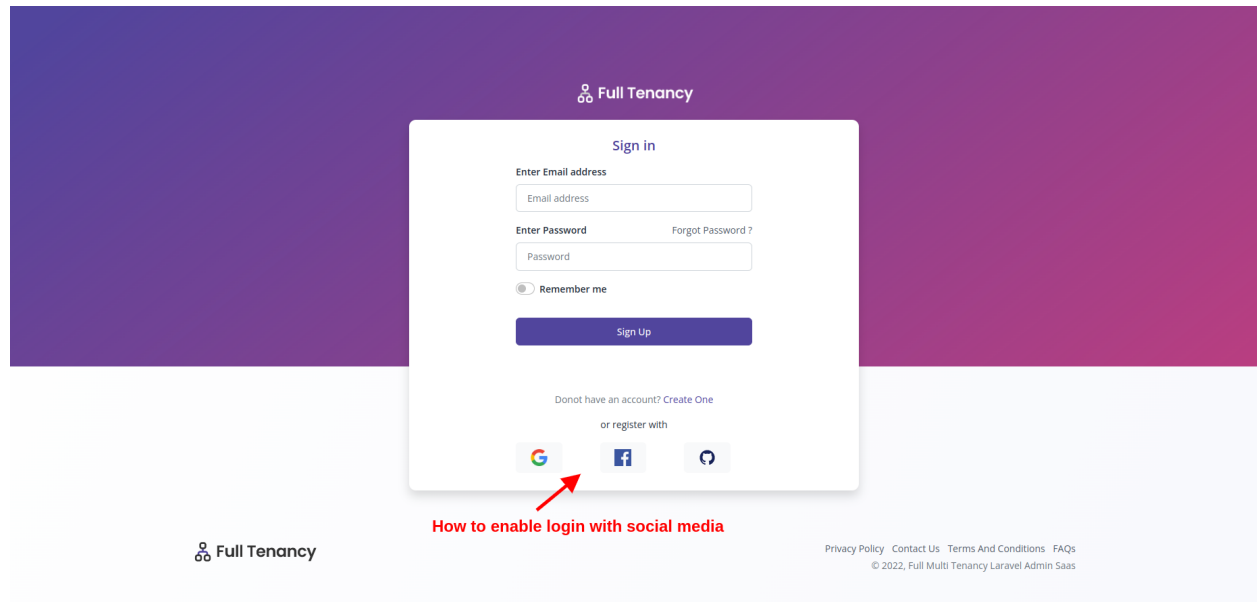 Full Tenancy
Sign in
Enter Email address
Email address
Enter Password
Forgot Password ?
Password
Remember me
Sign Up
Donot have an account? Create One
or register with
How to enable login with social media
Full Tenancy
Privacy Policy Contact Us Terms And Conditions FAQs
© 2022, Full Multi Tenancy Laravel Admin Saas